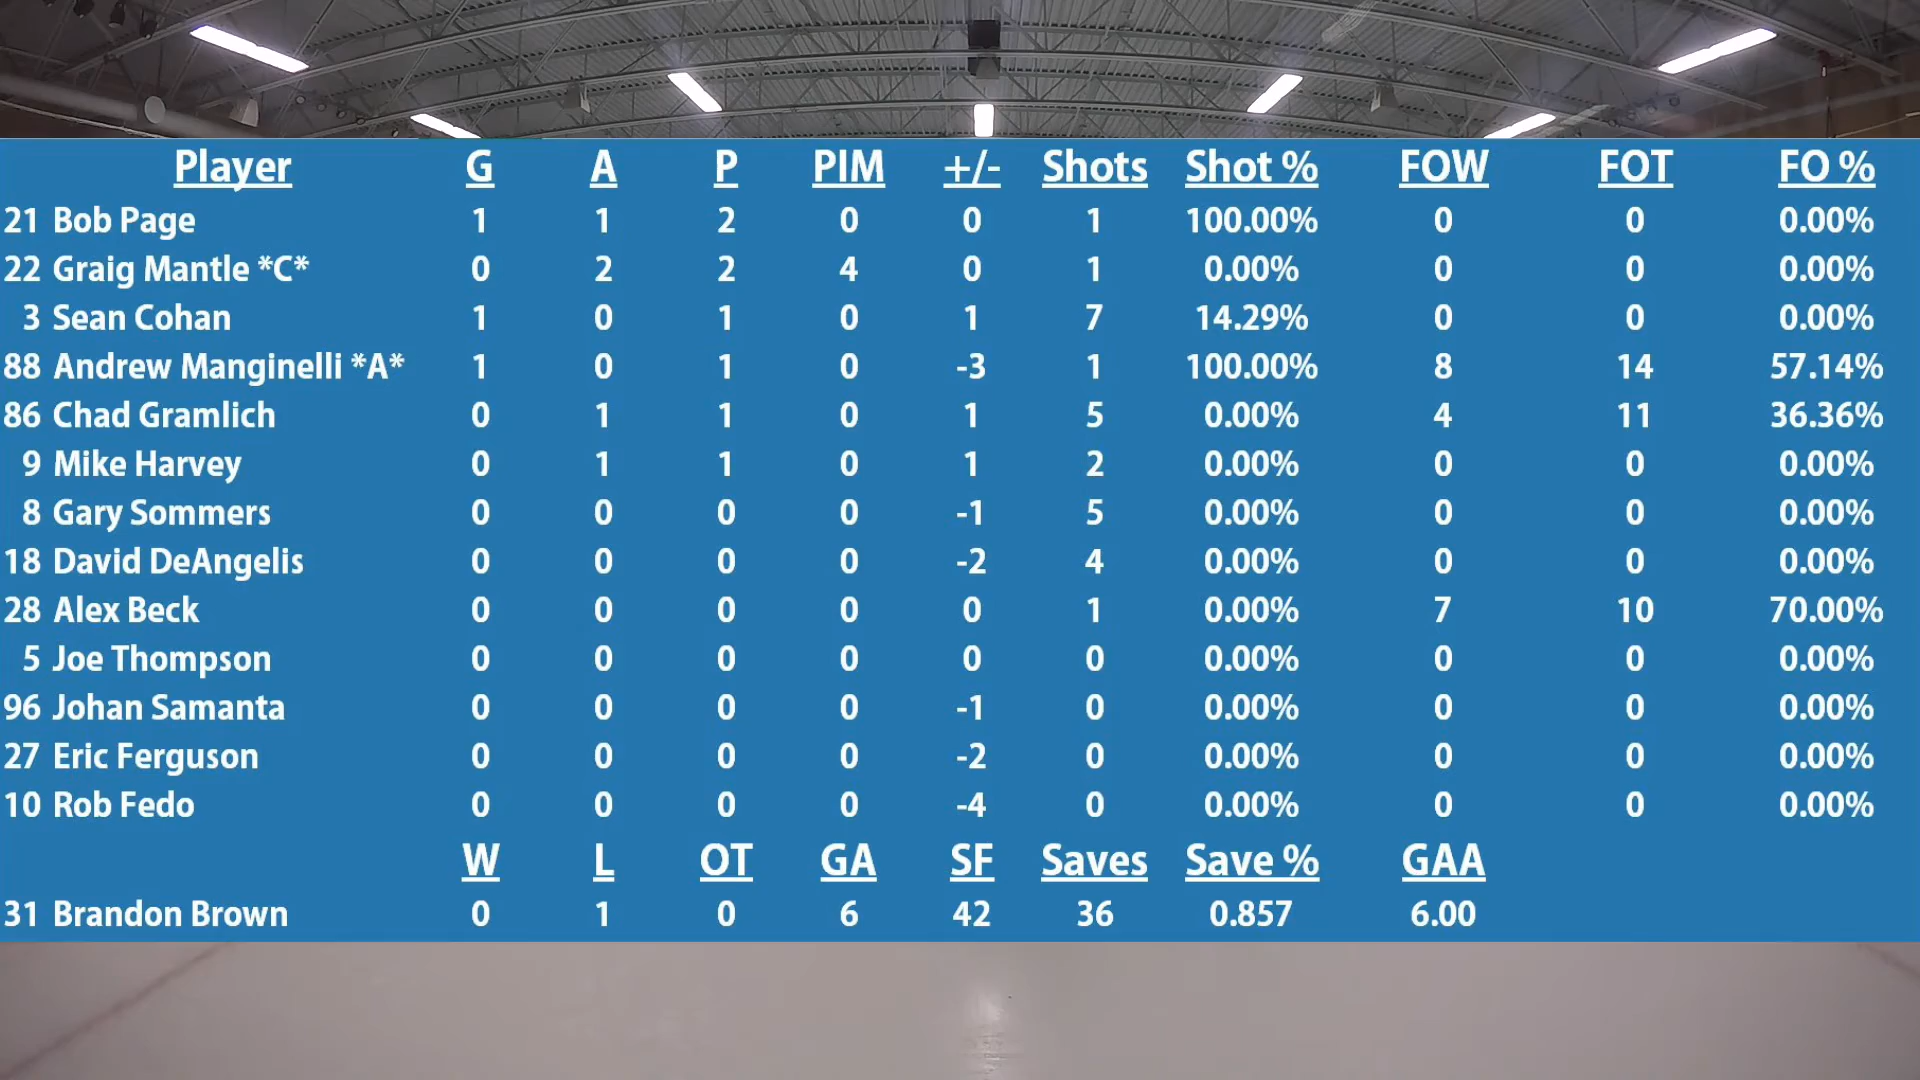 Player G A P PIM +/- Shots Shot % FOW FOT FO %
21 Bob Page 1 1 2 0 0 1 100.00% 0 0 0.00%
22 Graig Mantle *C* 0 2 2 4 0 1 0.00% 0 0 0.00%
3 Sean Cohan 1 0 1 0 1 7 14.29% 0 0 0.00%
88 Andrew Manginelli *A* 1 0 1 0 -3 1 100.00% 8 14 57.14%
86 Chad Gramlich 0 1 1 0 1 5 0.00% 4 11 36.36%
9 Mike Harvey 0 1 1 0 1 2 0.00% 0 0 0.00%
8 Gary Sommers 0 0 0 0 -1 5 0.00% 0 0 0.00%
18 David DeAngelis 0 0 0 0 -2 4 0.00% 0 0 0.00%
28 Alex Beck 0 0 0 0 0 1 0.00% 7 10 70.00%
5 Joe Thompson 0 0 0 0 0 0 0.00% 0 0 0.00%
96 Johan Samanta 0 0 0 0 -1 0 0.00% 0 0 0.00%
27 Eric Ferguson 0 0 0 0 -2 0 0.00% 0 0 0.00%
10 Rob Fedo 0 0 0 0 -4 0 0.00% 0 0 0.00%
W L OT GA SF Saves Save % GAA
31 Brandon Brown 0 1 0 6 42 36 0.857 6.00